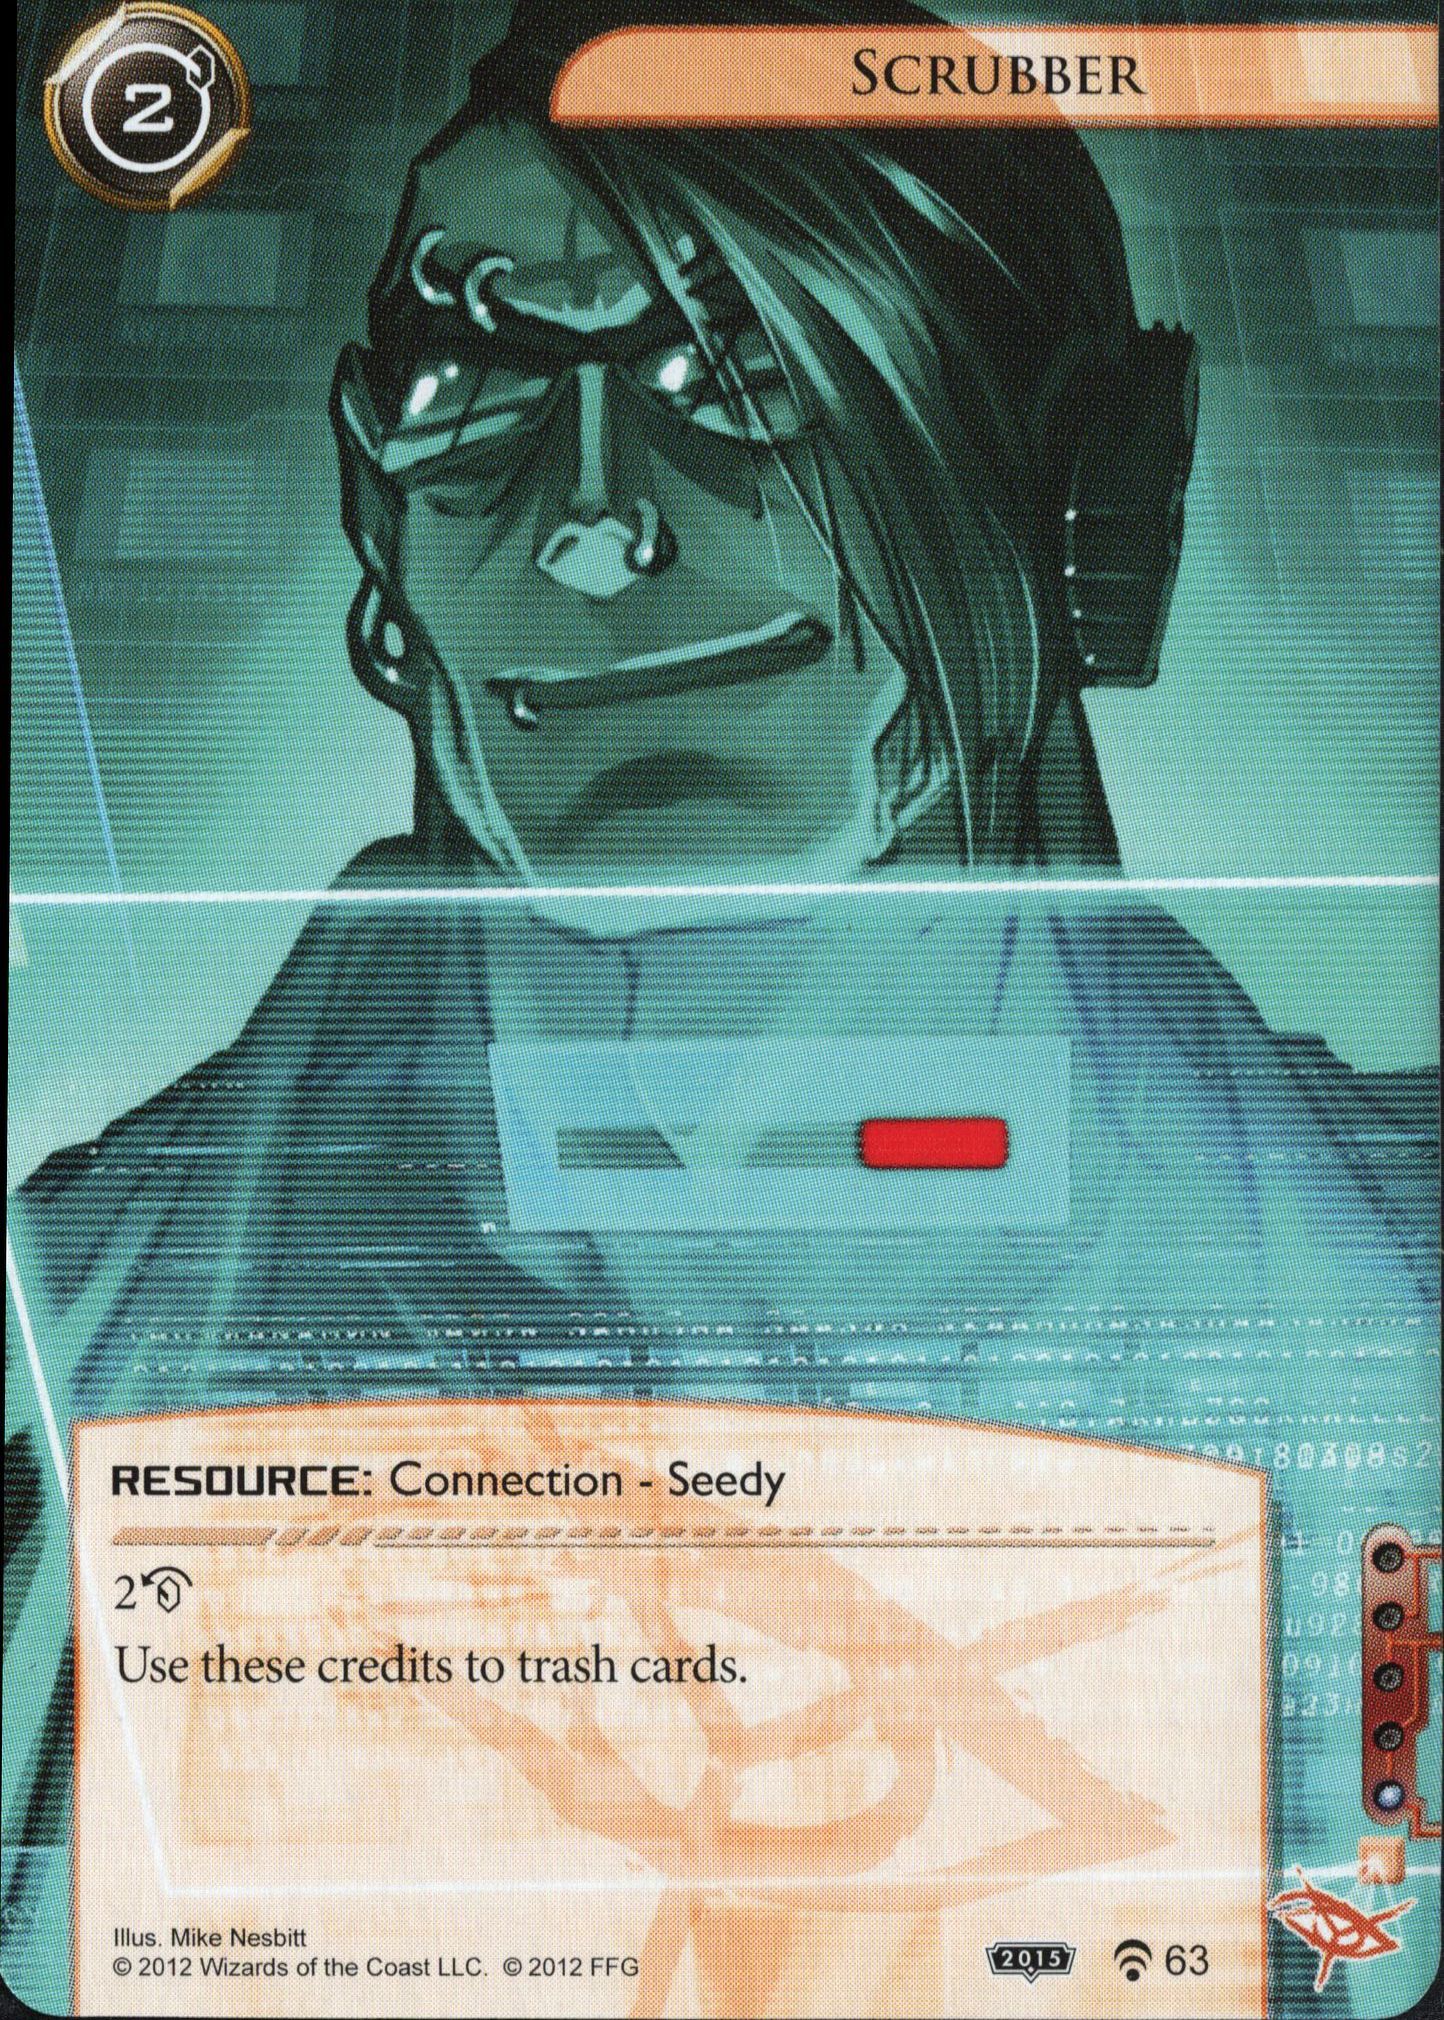 2
SCRUBBER
RESOURCE: Connection - Seedy
2
Use these credits to trash cards.
Illus. Mike Nesbitt
© 2012 Wizards of the Coast LLC. © 2012 FFG
2015
63